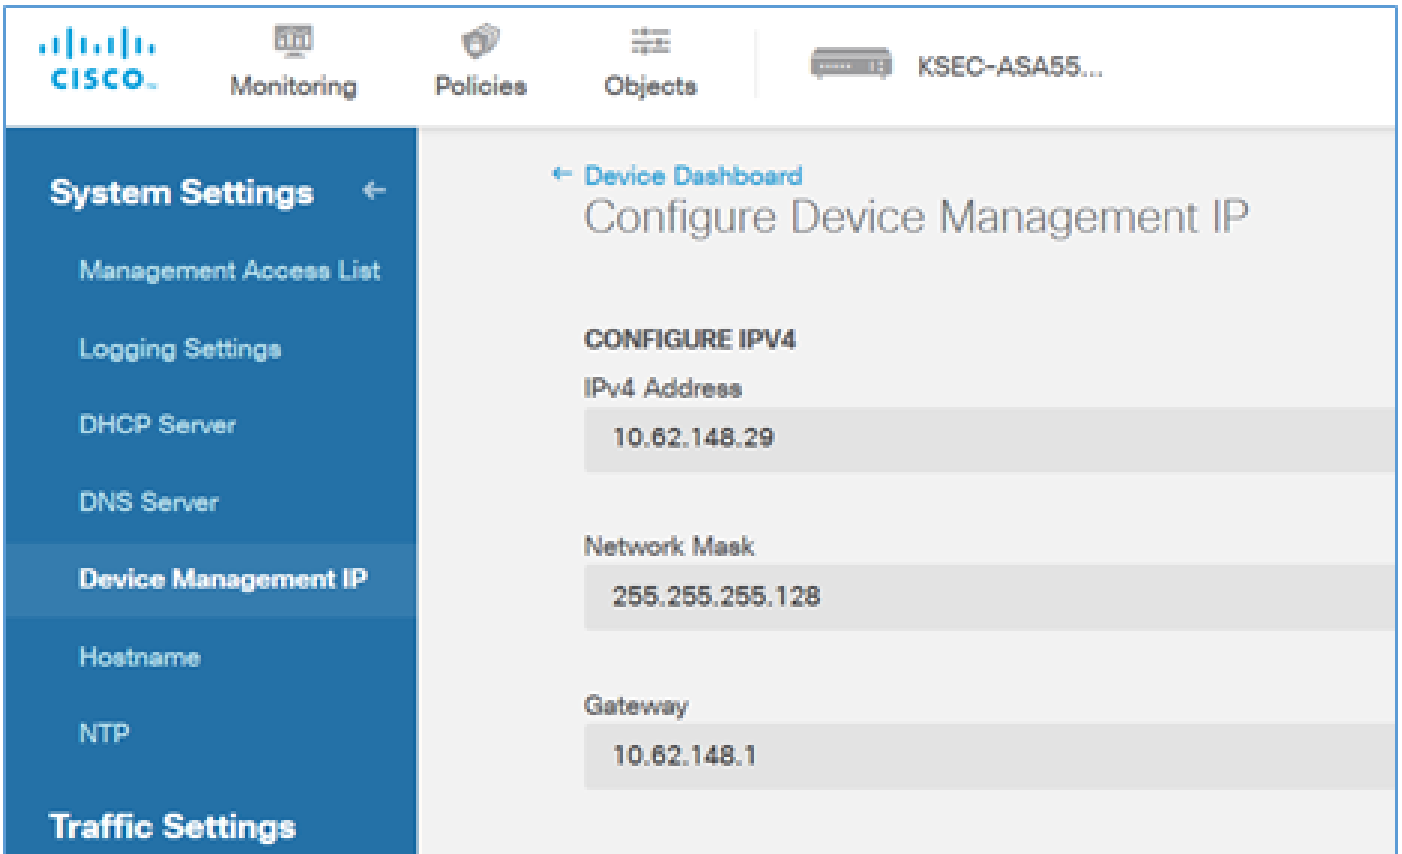 CISCO
Monitoring
Policies
Objects
KSEC-ASA55...
System Settings
Management Access List
Logging Settings
DHCP Server
DNS Server
Device Management IP
Hostname
NTP
Traffic Settings
Device Dashboard
Configure Device Management IP
CONFIGURE IPV4
IPv4 Address
10.62.148.29
Network Mask
255.255.255.128
Gateway
10.62.148.1